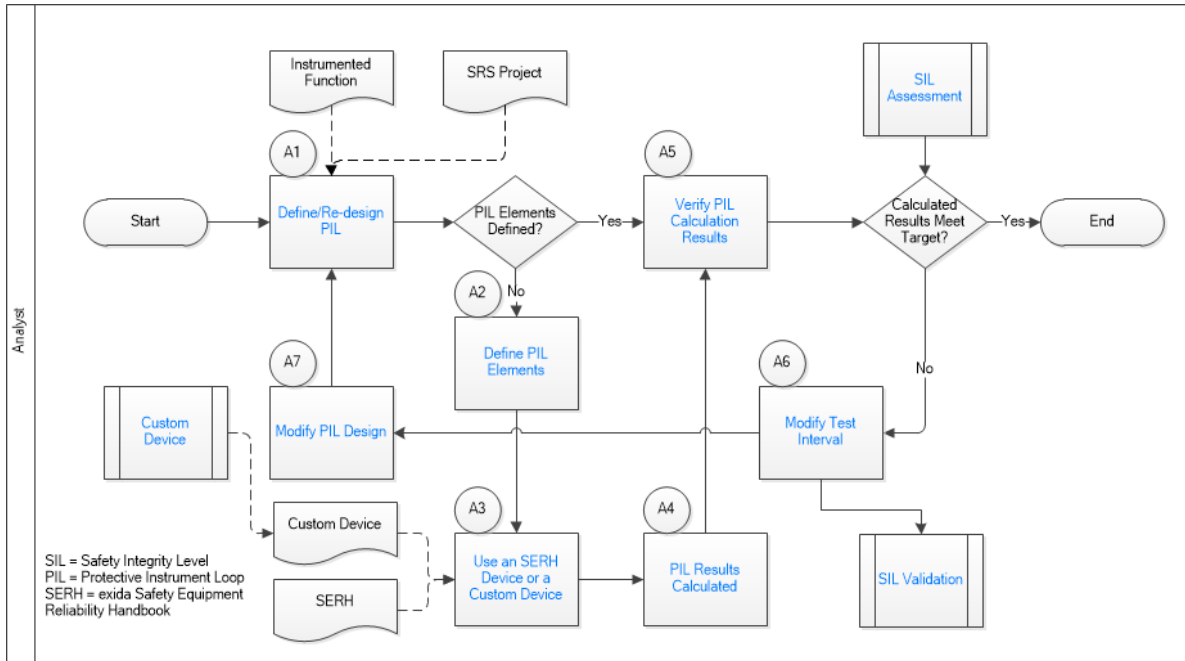 Analyst
Instrumented
Function
SRS Project
SIL
Assessment
A1
A5
Start
Define/Re-design
PIL
PIL Elements
Defined?
Yes
Verify PIL
Calculation
Results
Calculated
Results Meet
Target?
Yes
End
No
A2
Define PIL
Elements
No
A7
A6
Custom
Device
Modify PIL Design
Modify Test
Interval
A3
A4
Custom Device
Use an SERH
Device or a
Custom Device
PIL Results
Calculated
SIL Validation
SERH
SIL = Safety Integrity Level
PIL = Protective Instrument Loop
SERH = exida Safety Equipment
Reliability Handbook